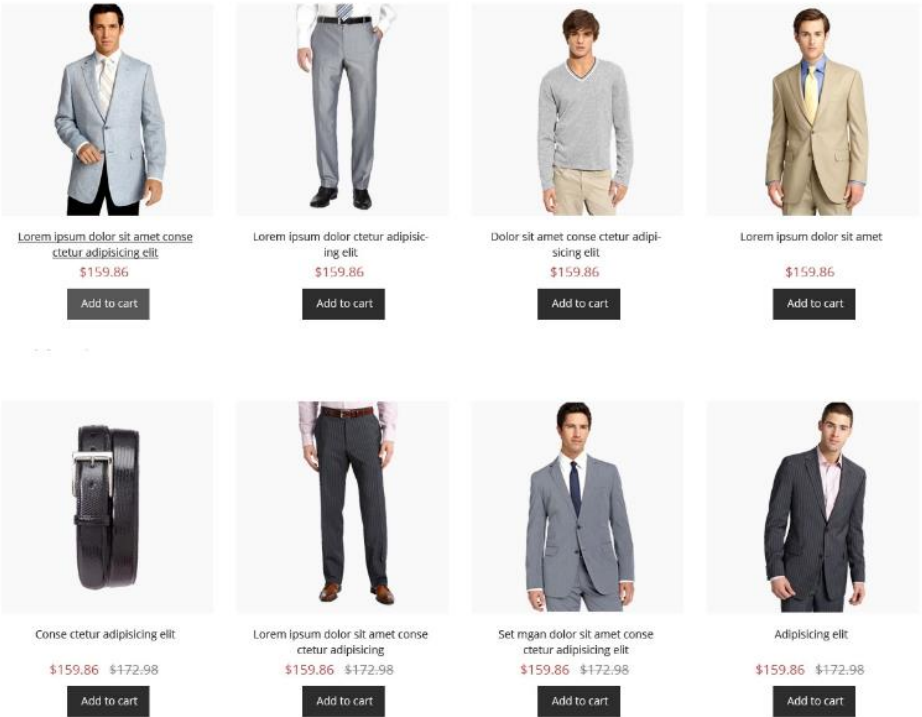 Lorem ipsum dolor sit amet conse
ctetur adipisicing elit
$159.86
Add to cart
Lorem ipsum dolor ctetur adipisic-
ing elit
$159.86
Add to cart
Dolor sit amet conse ctetur adipi-
sicing elit
$159.86
Add to cart
Lorem ipsum dolor sit amet
$159.86
Add to cart
Conse ctetur adipisicing elit
$159.86 $172.98
Add to cart
Lorem ipsum dolor sit amet conse
ctetur adipisicing
$159.86 $172.98
Add to cart
Set mgan dolor sit amet conse
ctetur adipisicing elit
$159.86 $172.98
Add to cart
Adipisicing elit
$159.86 $172.98
Add to cart